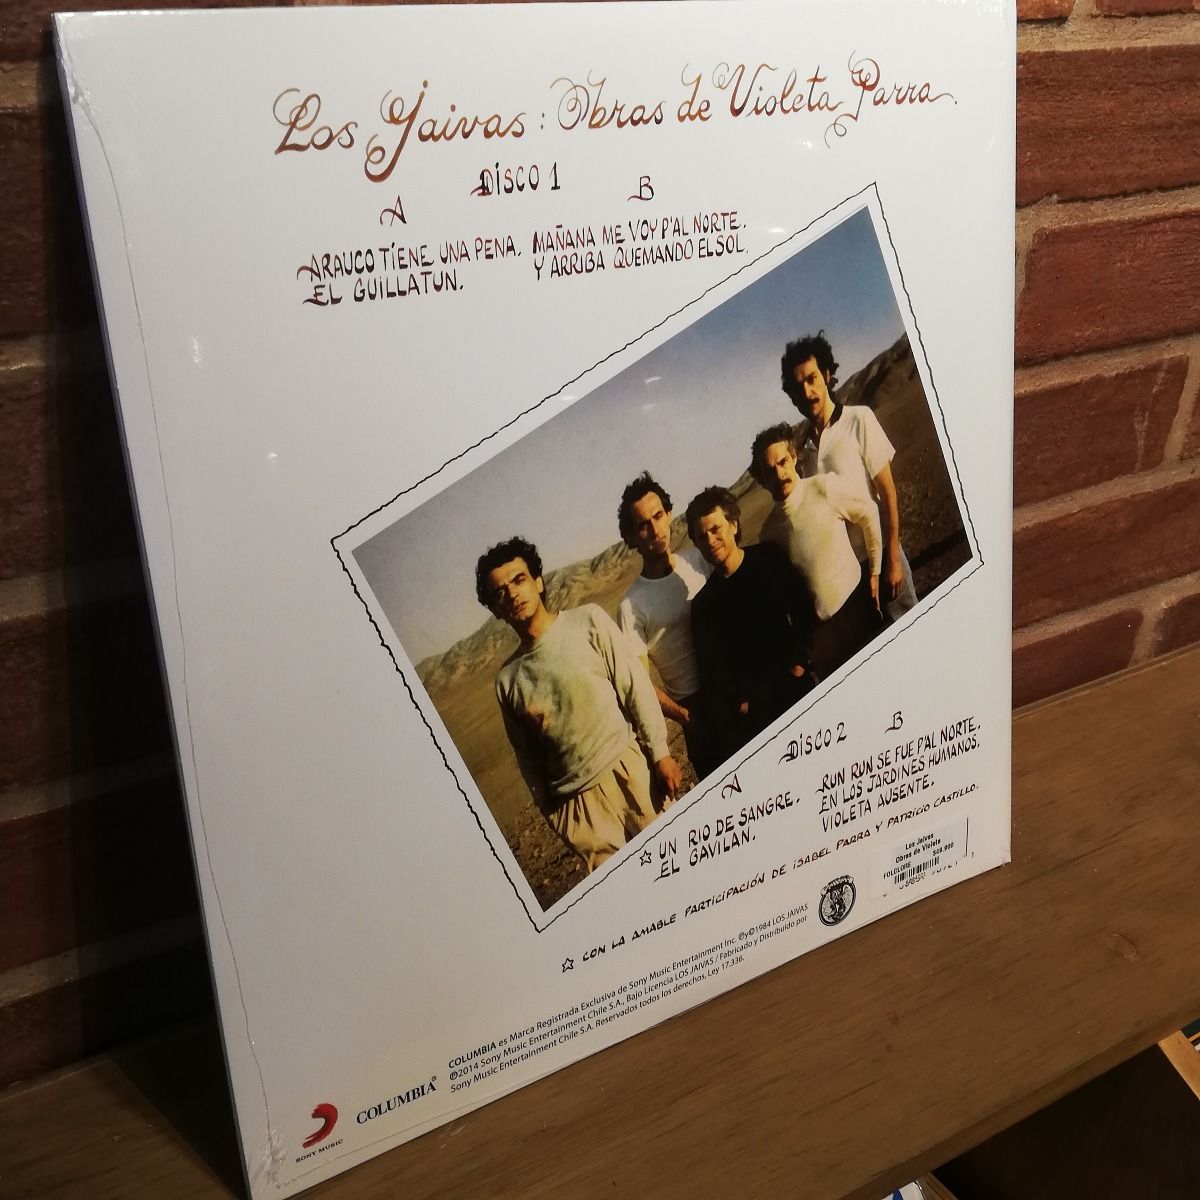 Los Jaivas: Obras de Violeta Parra.
DISCO 1
A
B
ARAUCO TIENE UNA PENA.
EL GUILLATUN.
MAÑANA ME VOY P'AL NORTE.
Y ARRIBA QUEMANDO EL SOL.
DISCO 2
A
B
☆ UN RIO DE SANGRE.
EL GAVILAN.
RUN RUN SE FUE P'AL NORTE.
EN LOS JARDINES HUMANOS.
VIOLETA AUSENTE.
☆ CON LA AMABLE PARTICIPACIÓN DE ISABEL PARRA Y PATRICIO CASTILLO.
Los Jaivas
Obras de Violeta
FOLCLORE
COLUMBIA es Marca Registrada Exclusiva de Sony Music Entertainment Inc. ℗y©1984 LOS JAIVAS
℗2014 Sony Music Entertainment Chile S.A., Bajo Licencia LOS JAIVAS / Fabricado y Distribuido por
Sony Music Entertainment Chile S.A. Reservados todos los derechos, Ley 17.336.
COLUMBIA®
SONY MUSIC